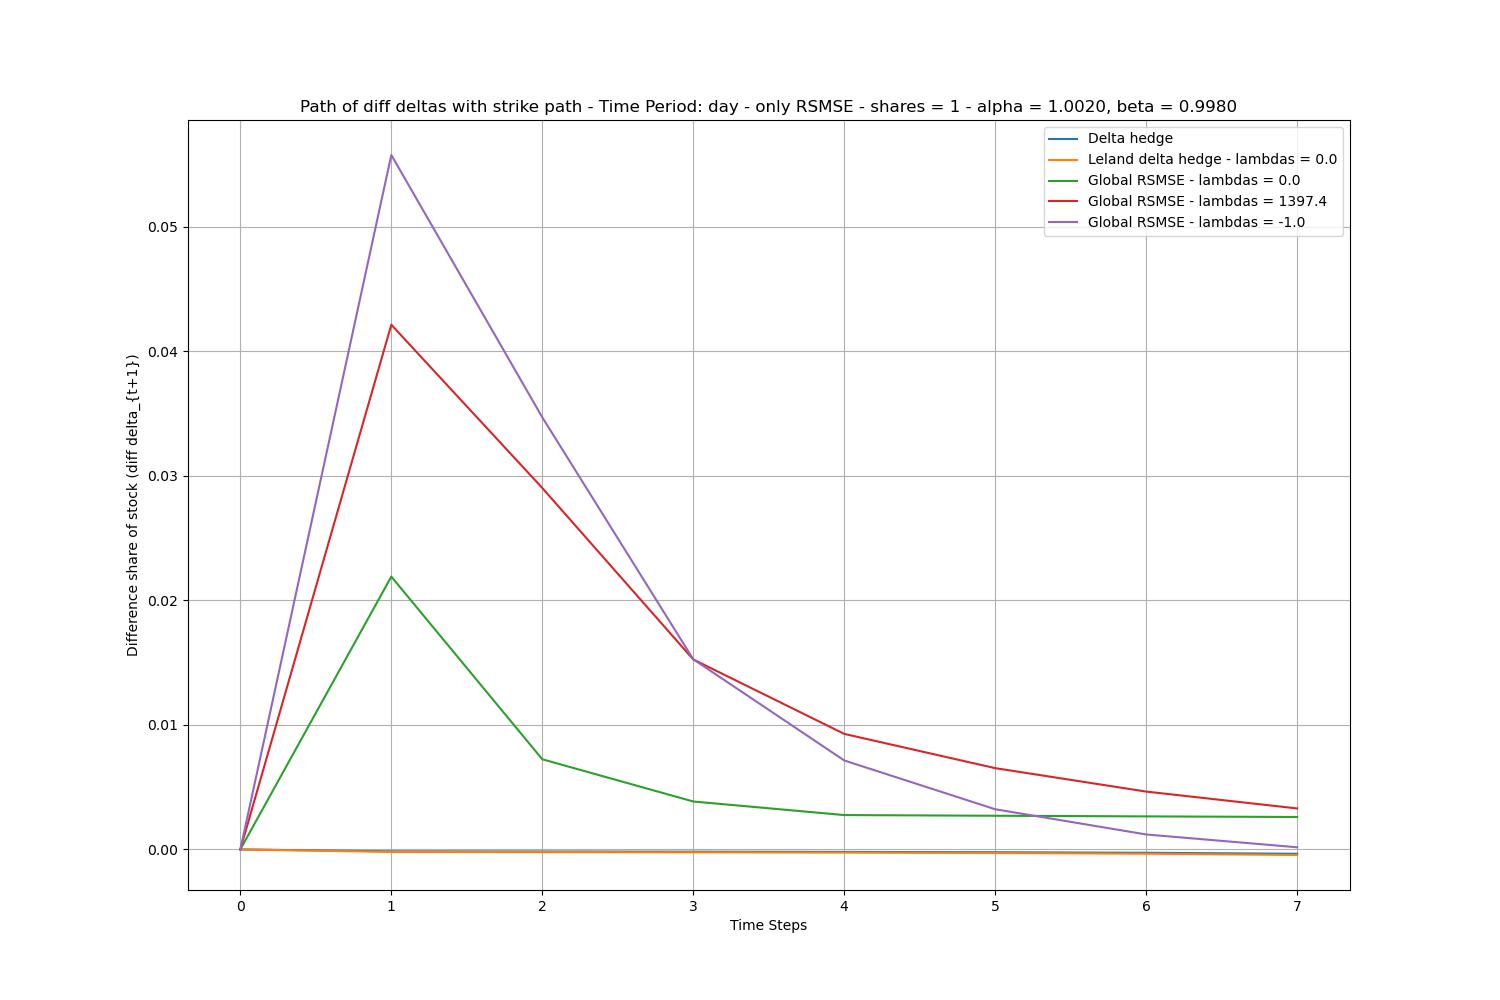 Path of diff deltas with strike path - Time Period: day - only RSMSE - shares = 1 - alpha = 1.0020, beta = 0.9980
Delta hedge
Leland delta hedge - lambdas = 0.0
Global RSMSE - lambdas = 0.0
Global RSMSE - lambdas = 1397.4
Global RSMSE - lambdas = -1.0
Difference share of stock (diff delta_{t+1})
0.05
0.04
0.03
0.02
0.01
0.00
0 1 2 3 4 5 6 7
Time Steps